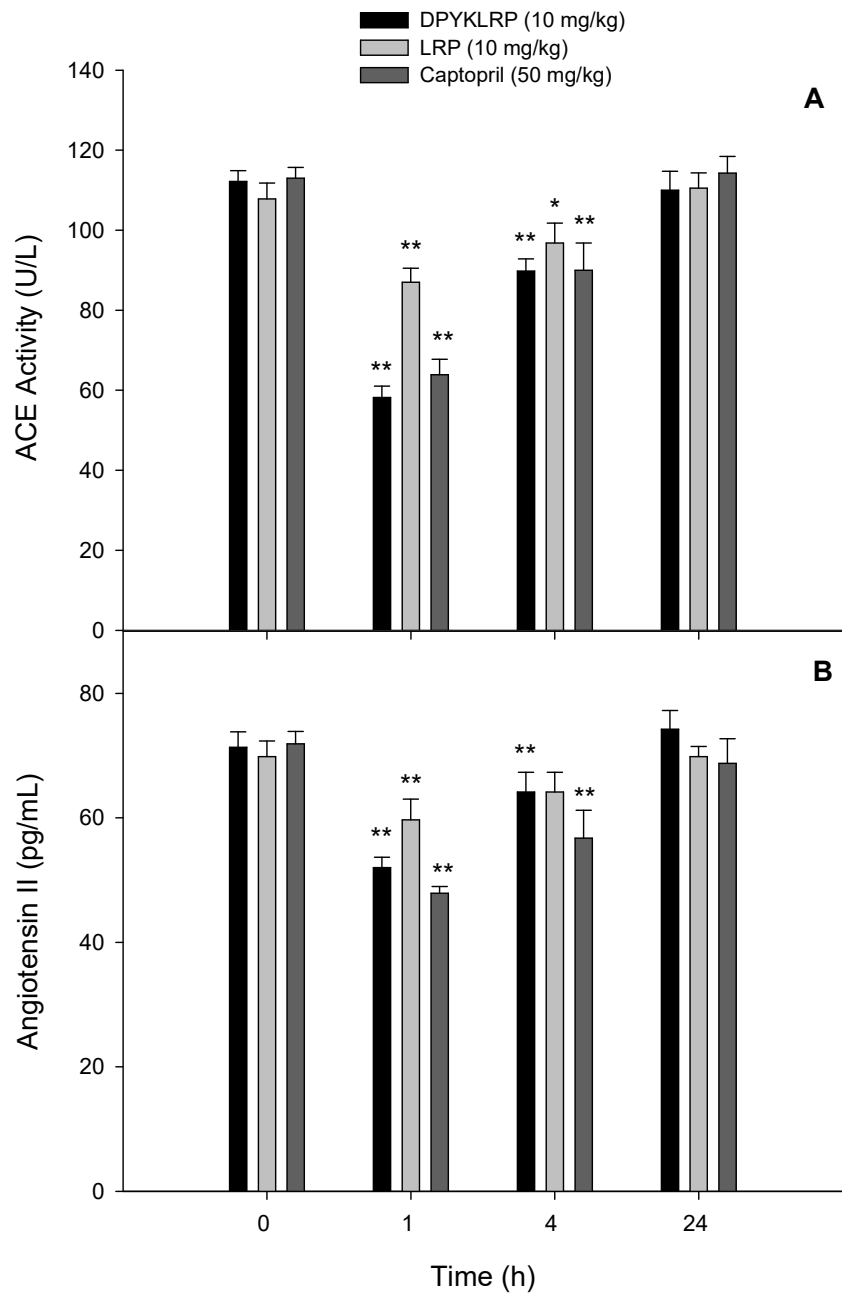 DPYKLRP (10 mg/kg)
LRP (10 mg/kg)
Captopril (50 mg/kg)
A
ACE Activity (U/L)
140
120
100
80
60
40
20
0
**
**
**
**
*
**
B
Angiotensin II (pg/mL)
80
60
40
20
0
**
**
**
**
**
0 1 4 24
Time (h)